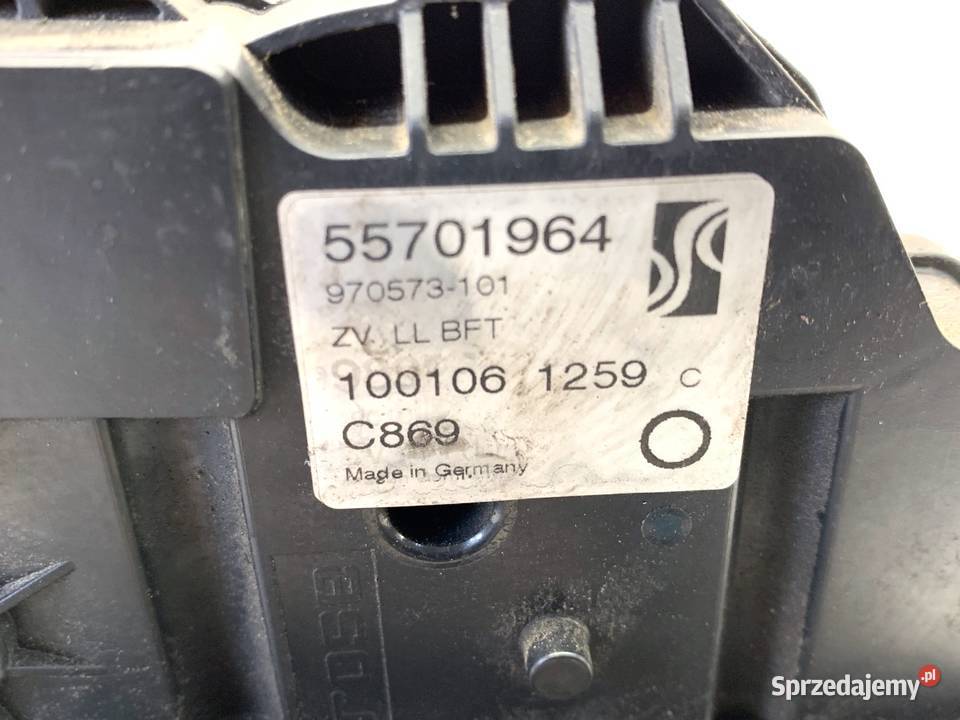 55701964
970573-101
ZV LL BFT
100106 1259 C
C869
Made in Germany
Sprzedajemy.pl